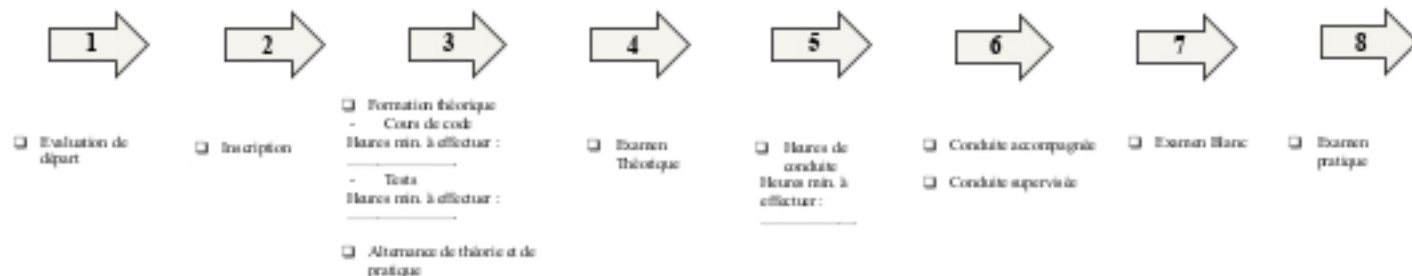 1
2
3
4
5
6
7
8
❑ Evaluation de
départ
❑ Inscription
❑ Formation théorique
- Cours de code
Heures min. à effectuer :
- Tests
Heures min. à effectuer :
❑ Alternance de théorie et de
pratique
❑ Examen
Théorique
❑ Heures de
conduite
Heures min. à
effectuer :
❑ Conduite accompagnée
❑ Conduite supervisée
❑ Examen Blanc
❑ Examen
pratique